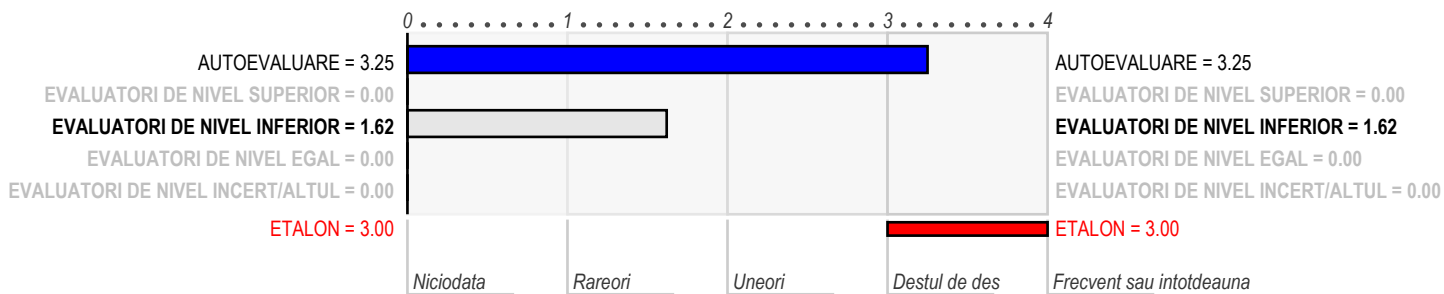 0 1 2 3 4
AUTOEVALUARE = 3.25 AUTOEVALUARE = 3.25
EVALUATORI DE NIVEL SUPERIOR = 0.00 EVALUATORI DE NIVEL SUPERIOR = 0.00
EVALUATORI DE NIVEL INFERIOR = 1.62 EVALUATORI DE NIVEL INFERIOR = 1.62
EVALUATORI DE NIVEL EGAL = 0.00 EVALUATORI DE NIVEL EGAL = 0.00
EVALUATORI DE NIVEL INCERT/ALTUL = 0.00 EVALUATORI DE NIVEL INCERT/ALTUL = 0.00
ETALON = 3.00 ETALON = 3.00
Niciodata Rareori Uneori Destul de des Frecvent sau intotdeauna